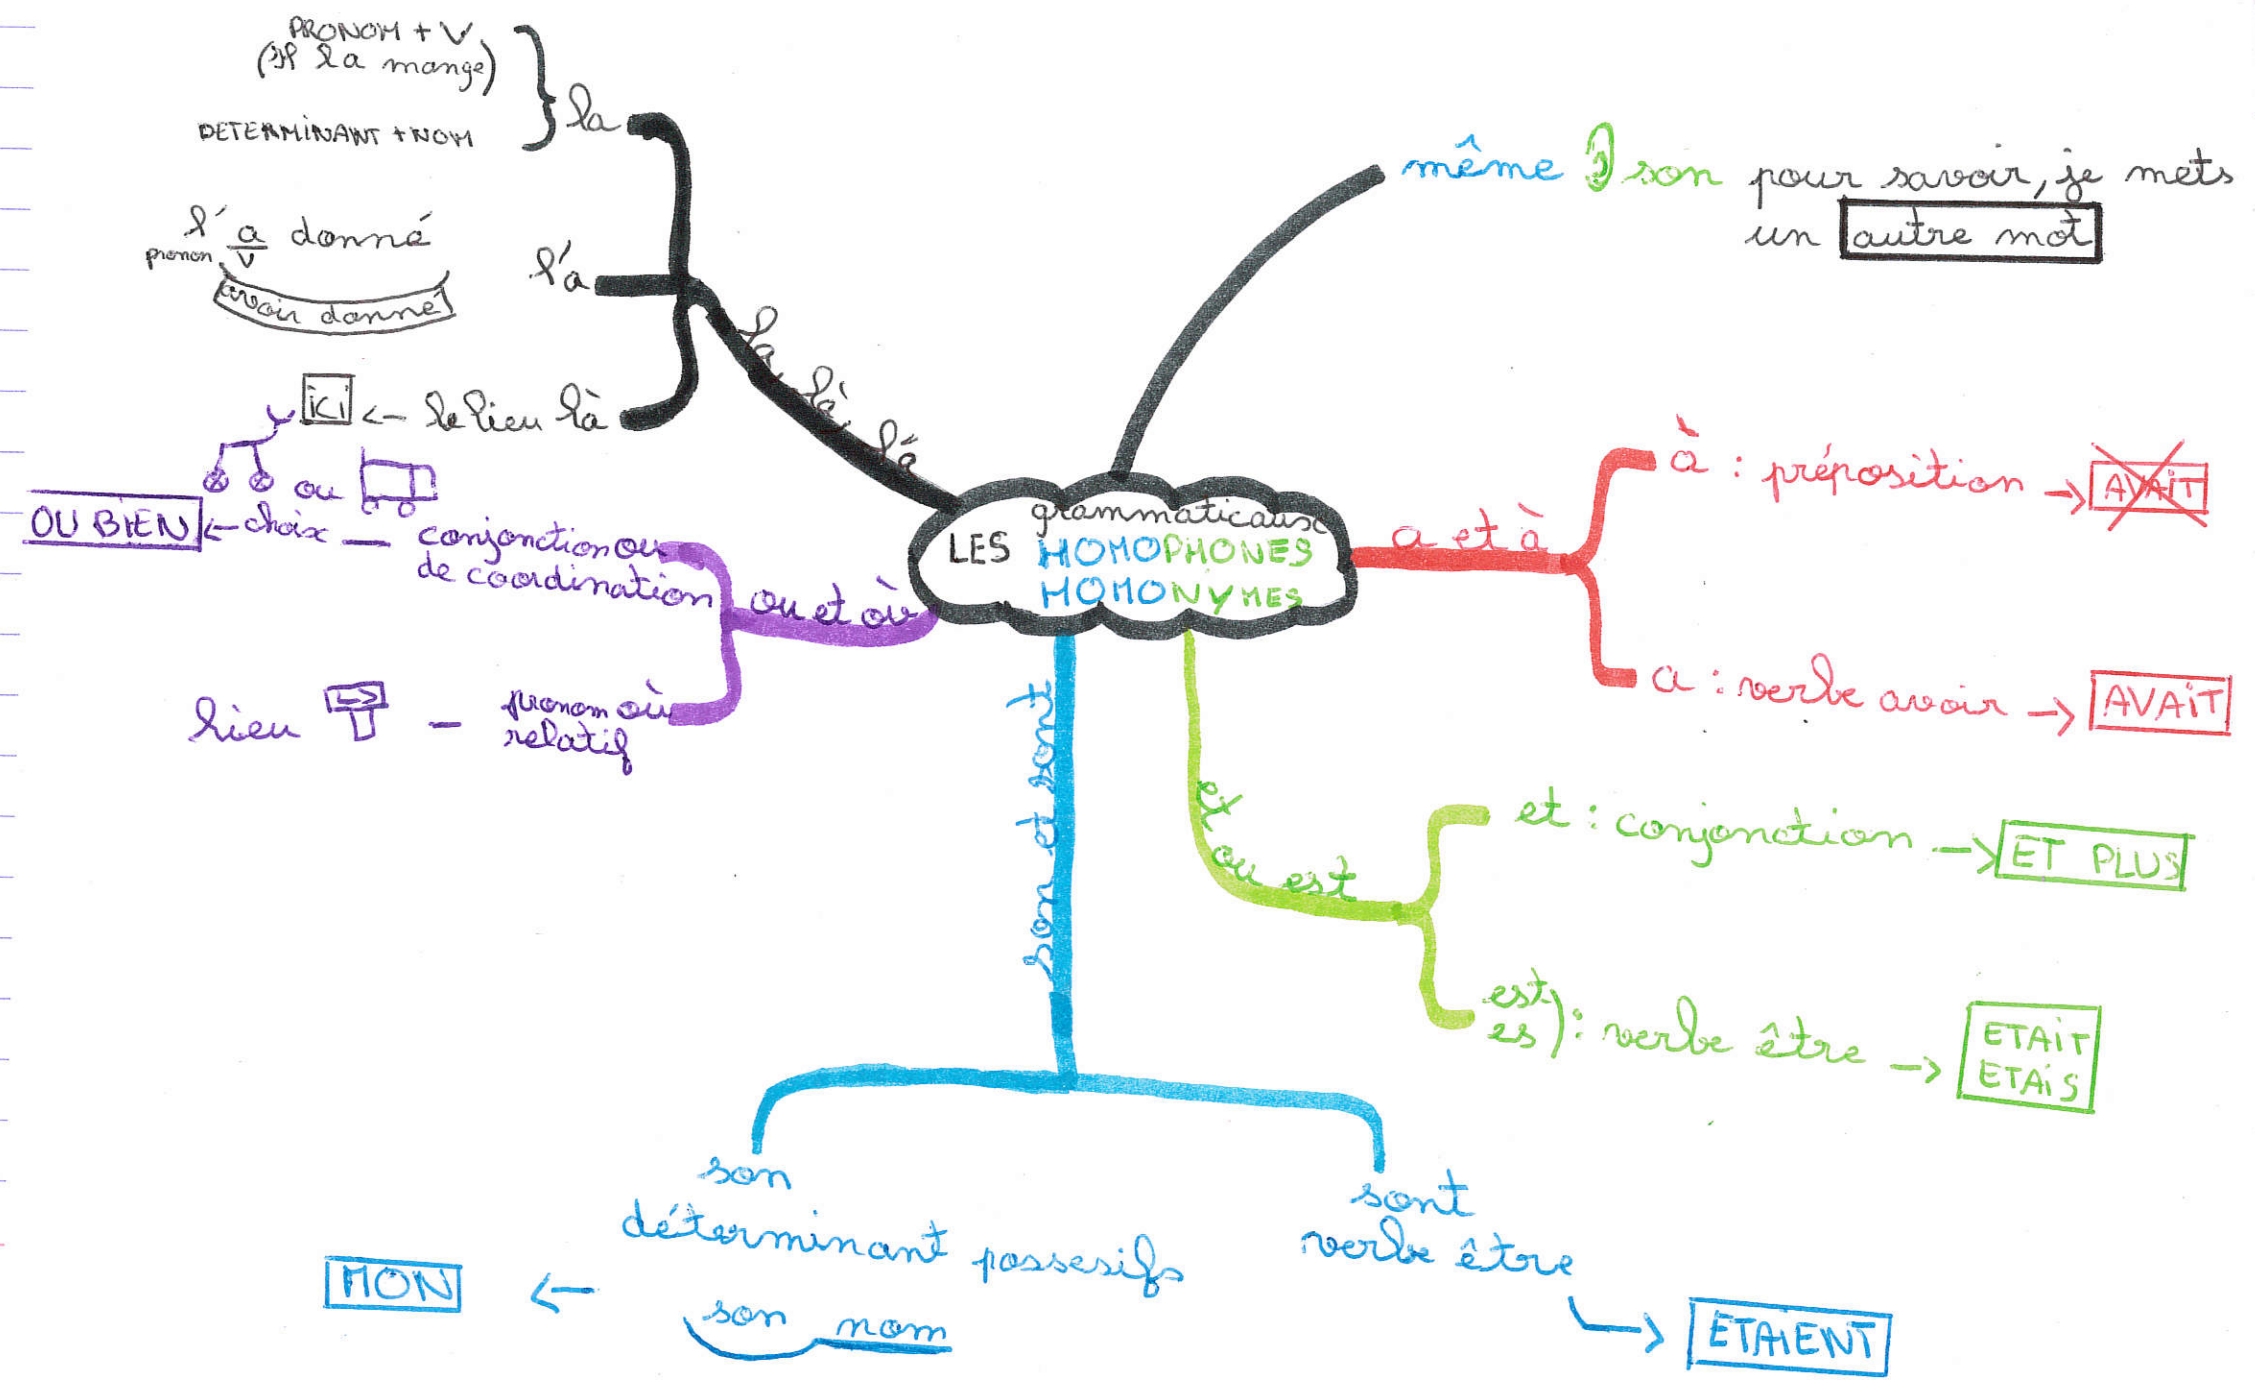 grammaticaux
LES HOMOPHONES
HOMONYMES
même son pour savoir, je mets
un autre mot
a et à
à : préposition → AVAIT
a : verbe avoir → AVAIT
et
ou est
et : conjonction → ET PLUS
est
es ) : verbe être → ETAIT
ETAIS
son et sont
son
déterminant possesifs
son nom
← MON
sont
verbe être
→ ETAIENT
ou et où
ou
conjonction
de coordination
— choix ← OU BIEN
ou
où
pronom
relatif
— lieu
la, là, l'a
la
PRONOM + V
(il la mange)
DETERMINANT + NOM
l'a
l' a donné
pronom V
avoir donné
là
le lieu ← ici